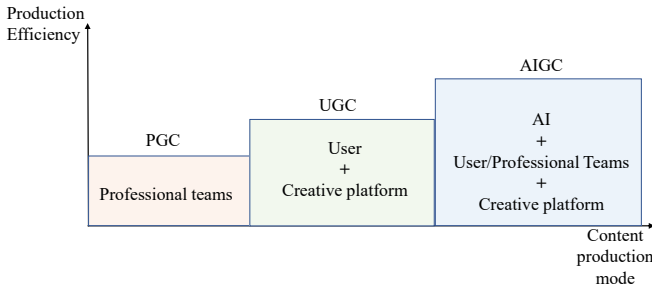 Production
Efficiency
PGC
Professional teams
UGC
User
+
Creative platform
AIGC
AI
+
User/Professional Teams
+
Creative platform
Content
production
mode